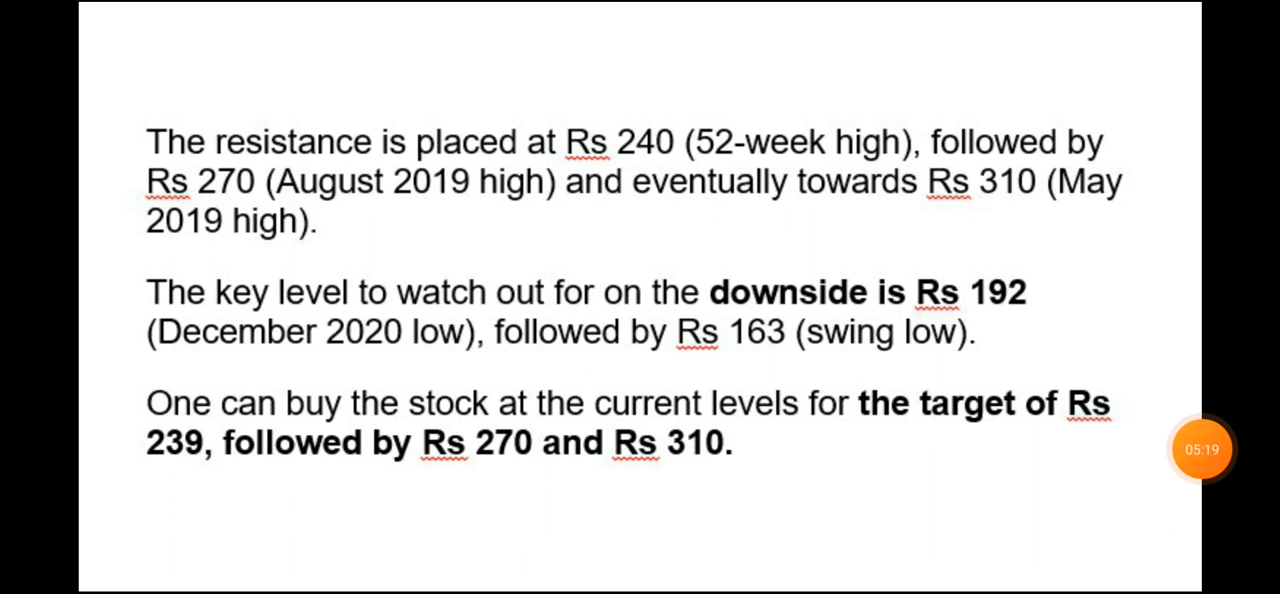 The resistance is placed at Rs 240 (52-week high), followed by
Rs 270 (August 2019 high) and eventually towards Rs 310 (May
2019 high).
The key level to watch out for on the downside is Rs 192
(December 2020 low), followed by Rs 163 (swing low).
One can buy the stock at the current levels for the target of Rs
239, followed by Rs 270 and Rs 310.
05:19